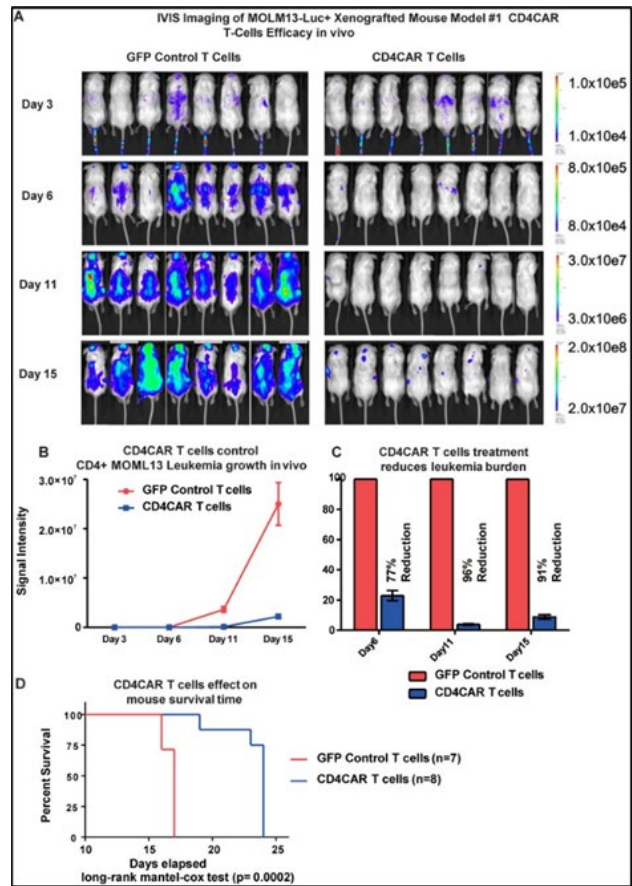 A
IVIS Imaging of MOLM13-Luc+ Xenografted Mouse Model #1 CD4CAR
T-Cells Efficacy in vivo
GFP Control T Cells
CD4CAR T Cells
Day 3
1.0x10e5
1.0x10e4
Day 6
8.0x10e5
8.0x10e4
Day 11
3.0x10e7
3.0x10e6
Day 15
2.0x10e8
2.0x10e7
B
CD4CAR T cells control
CD4+ MOML13 Leukemia growth in vivo
3.0×10⁷
2.0×10⁷
1.0×10⁷
0
Signal Intensity
GFP Control T cells
CD4CAR T cells
Day 3
Day 6
Day 11
Day 15
C
CD4CAR T cells treatment
reduces leukemia burden
100
80
60
40
20
0
77%
Reduction
96%
Reduction
91%
Reduction
Day6
Day11
Day15
GFP Control T cells
CD4CAR T cells
D
CD4CAR T cells effect on
mouse survival time
100
75
50
25
0
Percent Survival
GFP Control T cells (n=7)
CD4CAR T cells (n=8)
10
15
20
25
Days elapsed
long-rank mantel-cox test (p= 0.0002)